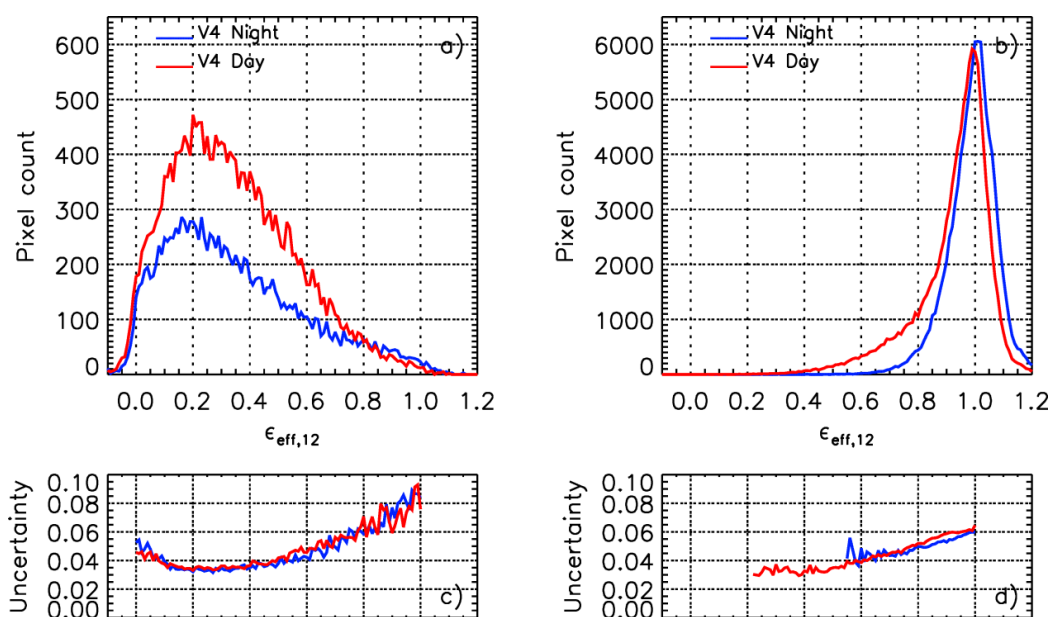 V4 Night
V4 Day
a)
600
500
400
300
200
100
0
Pixel count
0.0 0.2 0.4 0.6 0.8 1.0 1.2
ϵeff,12
V4 Night
V4 Day
b)
6000
5000
4000
3000
2000
1000
0
Pixel count
0.0 0.2 0.4 0.6 0.8 1.0 1.2
ϵeff,12
0.10
0.08
0.06
0.04
0.02
0.00
Uncertainty
c)
0.10
0.08
0.06
0.04
0.02
0.00
Uncertainty
d)